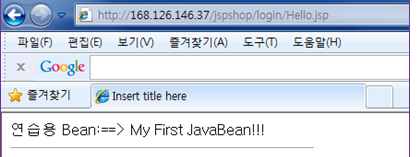 http://168.126.146.37/jspshop/login/Hello.jsp
파일(F) 편집(E) 보기(V) 즐겨찾기(A) 도구(T) 도움말(H)
x Google
즐겨찾기 Insert title here
연습용 Bean:==> My First JavaBean!!!